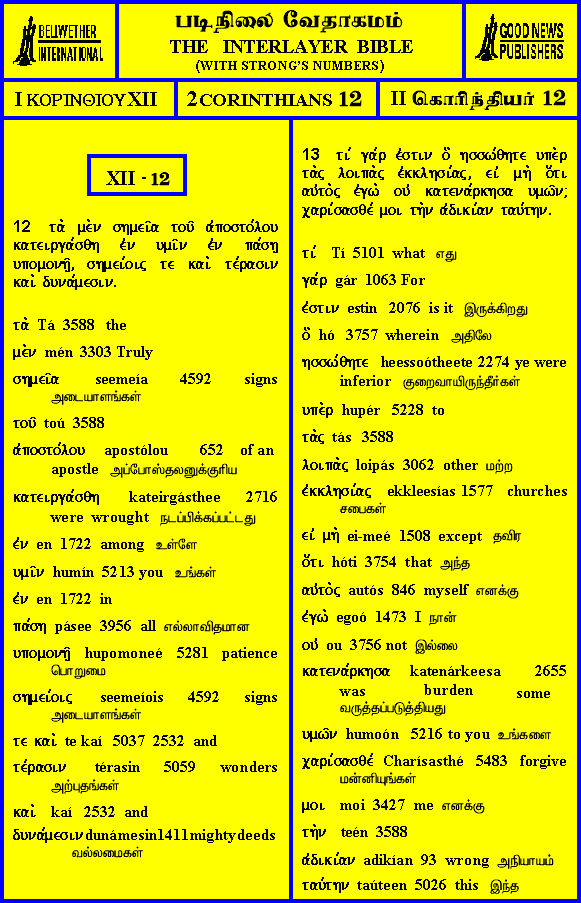 BELLWETHER
INTERNATIONAL
படிநிலை வேதாகமம்
THE INTERLAYER BIBLE
(WITH STRONG'S NUMBERS)
GOOD NEWS
PUBLISHERS
I ΚΟΡΙΝΘΙΟΥ XII
2 CORINTHIANS 12
II கொரிந்தியர் 12
XII - 12
12 τὰ μὲν σημεῖα τοῦ ἀποστόλου
κατειργάσθη ἐν υμῖν ἐν πάσῃ
υπομονῇ, σημείοις τε καὶ τέρασιν
καὶ δυνάμεσιν.
τὰ Tá 3588 the
μὲν mén 3303 Truly
σημεῖα seemeía 4592 signs
அடையாளங்கள்
τοῦ toú 3588
ἀποστόλου apostólou 652 of an
apostle அப்போஸ்தலனுக்குரிய
κατειργάσθη kateirgásthee 2716
were wrought நடப்பிக்கப்பட்டது
ἐν en 1722 among உள்ளே
υμῖν humín 5213 you உங்கள்
ἐν en 1722 in
πάσῃ pásee 3956 all எல்லாவிதமான
υπομονῇ hupomoneé 5281 patience
பொறுமை
σημείοις seemeíois 4592 signs
அடையாளங்கள்
τε καὶ te kaí 5037 2532 and
τέρασιν térasin 5059 wonders
அற்புதங்கள்
καὶ kaí 2532 and
δυνάμεσιν dunámesin 1411 mighty deeds
வல்லமைகள்
13 τί γάρ ἐστιν ὃ ησσώθητε υπὲρ
τὰς λοιπὰς ἐκκλησίας, εἰ μὴ ὅτι
αὐτὸς ἐγὼ οὐ κατενάρκησα υμῶν;
χαρίσασθέ μοι τὴν ἀδικίαν ταύτην.
τί Tí 5101 what எது
γάρ gár 1063 For
ἐστιν estin 2076 is it இருக்கிறது
ὃ hó 3757 wherein அதிலே
ησσώθητε heessoótheete 2274 ye were
inferior குறைவாயிருந்தீர்கள்
υπὲρ hupér 5228 to
τὰς tás 3588
λοιπὰς loipás 3062 other மற்ற
ἐκκλησίας ekkleesías 1577 churches
சபைகள்
εἰ μὴ ei-meé 1508 except தவிர
ὅτι hóti 3754 that அந்த
αὐτὸς autós 846 myself எனக்கு
ἐγὼ egoó 1473 I நான்
οὐ ou 3756 not இல்லை
κατενάρκησα katenárkeesa 2655
was burden some
வருத்தப்படுத்தியது
υμῶν humoón 5216 to you உங்களை
χαρίσασθέ Charísasthé 5483 forgive
மன்னியுங்கள்
μοι moi 3427 me எனக்கு
τὴν teén 3588
ἀδικίαν adikían 93 wrong அநியாயம்
ταύτην taúteen 5026 this இந்த